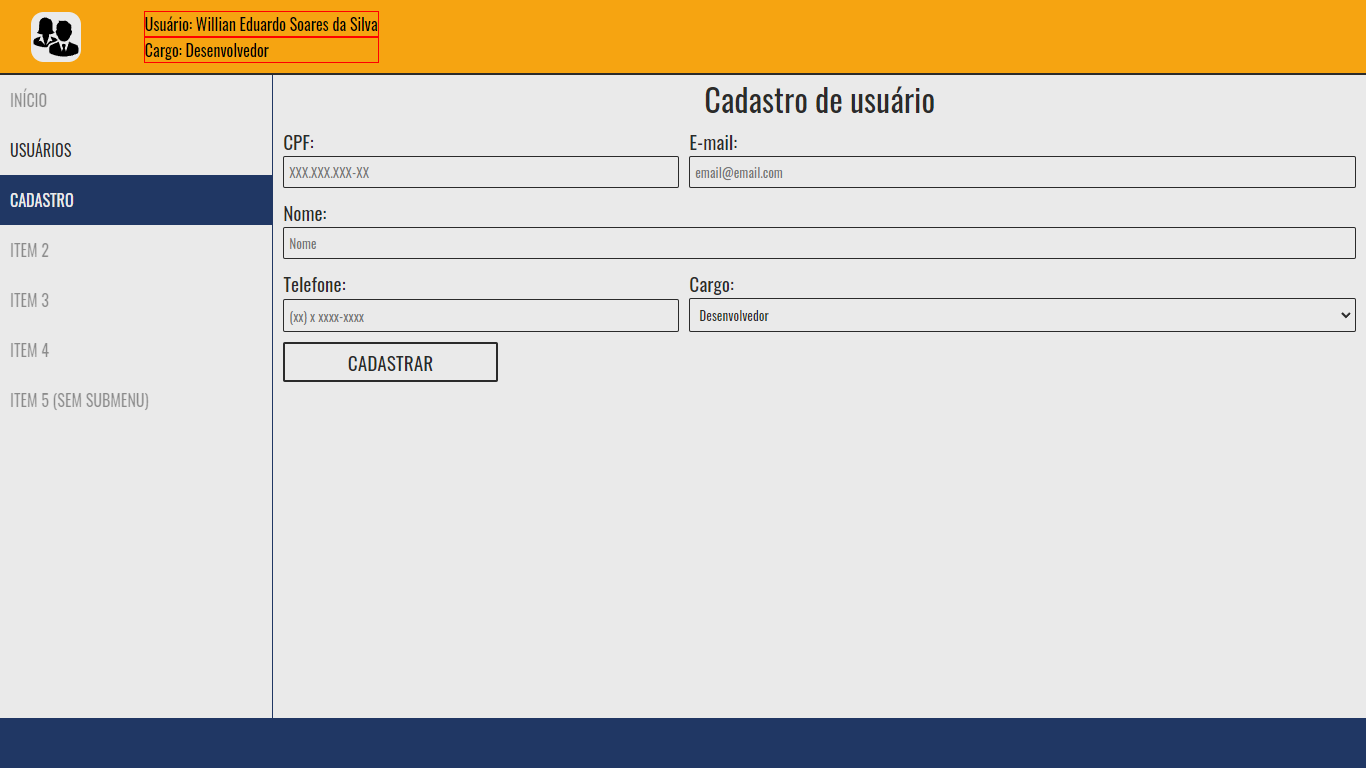 Usuário: Willian Eduardo Soares da Silva
Cargo: Desenvolvedor
INÍCIO
USUÁRIOS
CADASTRO
ITEM 2
ITEM 3
ITEM 4
ITEM 5 (SEM SUBMENU)
Cadastro de usuário
CPF:
XXX.XXX.XXX-XX
E-mail:
email@email.com
Nome:
Nome
Telefone:
(xx) x xxxx-xxxx
Cargo:
Desenvolvedor
CADASTRAR